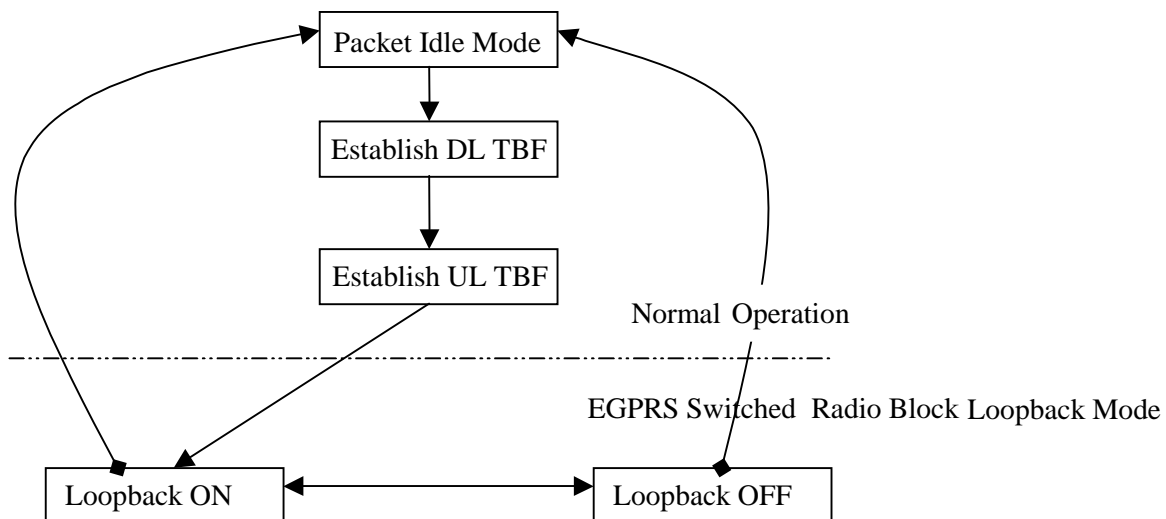 Packet Idle Mode
Establish DL TBF
Establish UL TBF
Normal Operation
EGPRS Switched Radio Block Loopback Mode
Loopback ON
Loopback OFF